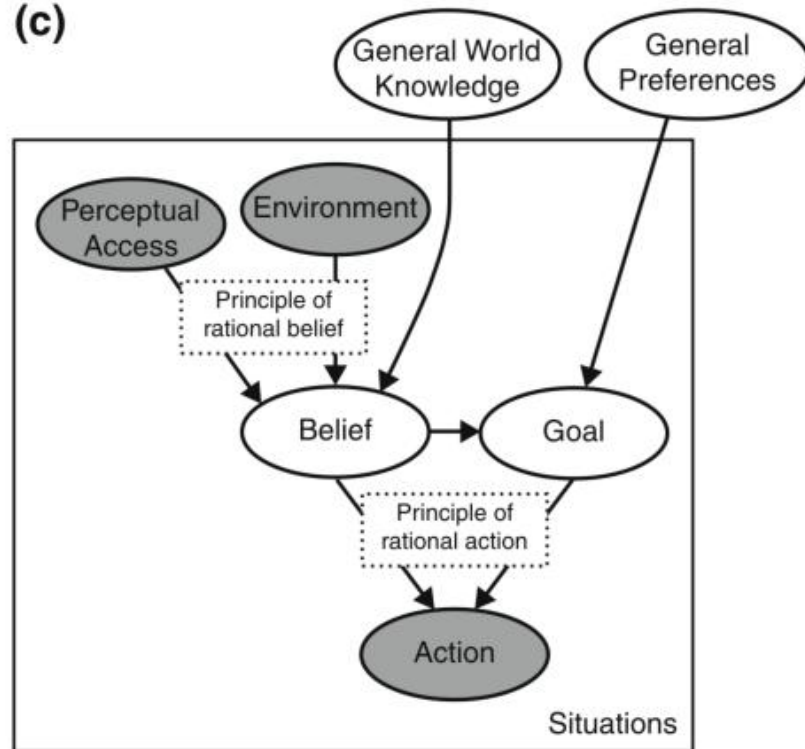 (c)
General World
Knowledge
General
Preferences
Perceptual
Access
Environment
Principle of
rational belief
Belief
Goal
Principle of
rational action
Action
Situations